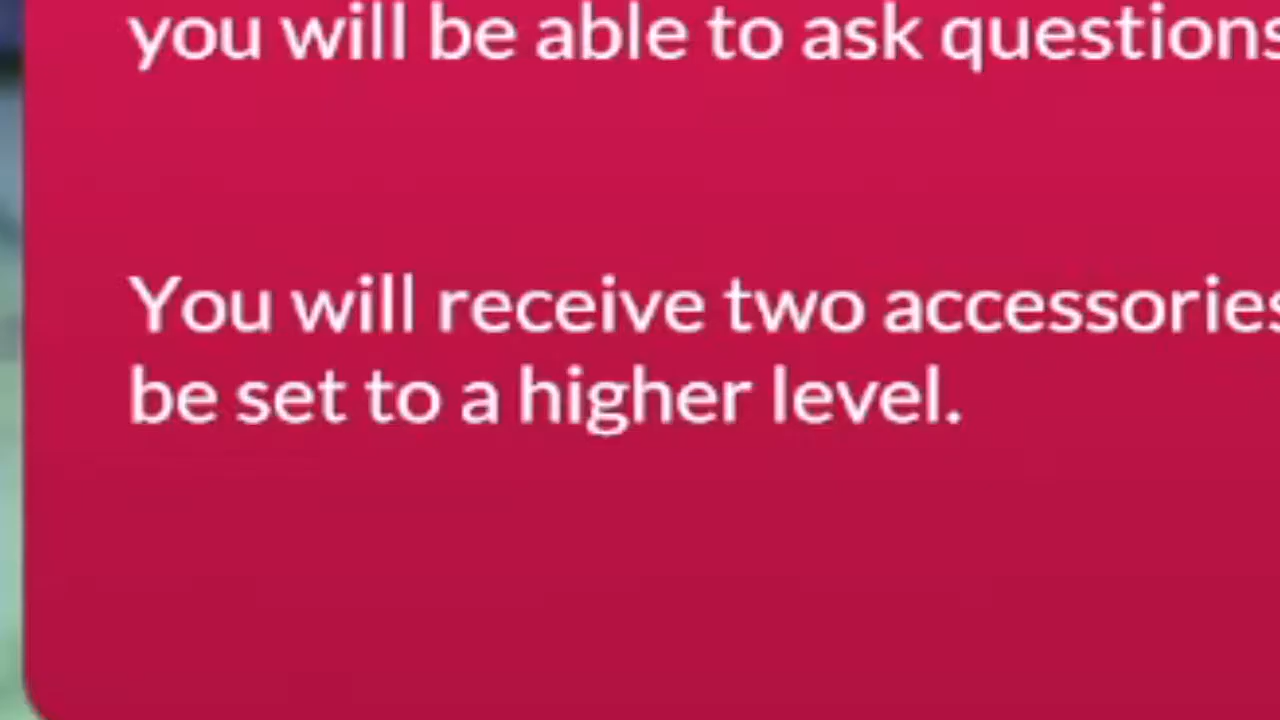 you will be able to ask questions
You will receive two accessories
be set to a higher level.